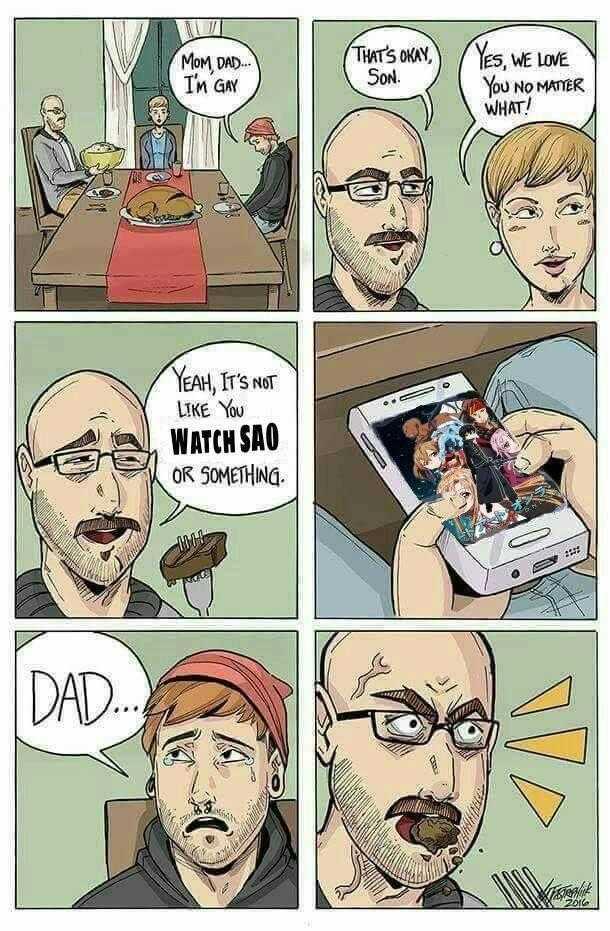 MOM, DAD...
I'M GAY
THAT'S OKAY,
SON.
YES, WE LOVE
YOU NO MATTER
WHAT!
YEAH, IT'S NOT
LIKE YOU
WATCH SAO
OR SOMETHING.
DAD...
2016